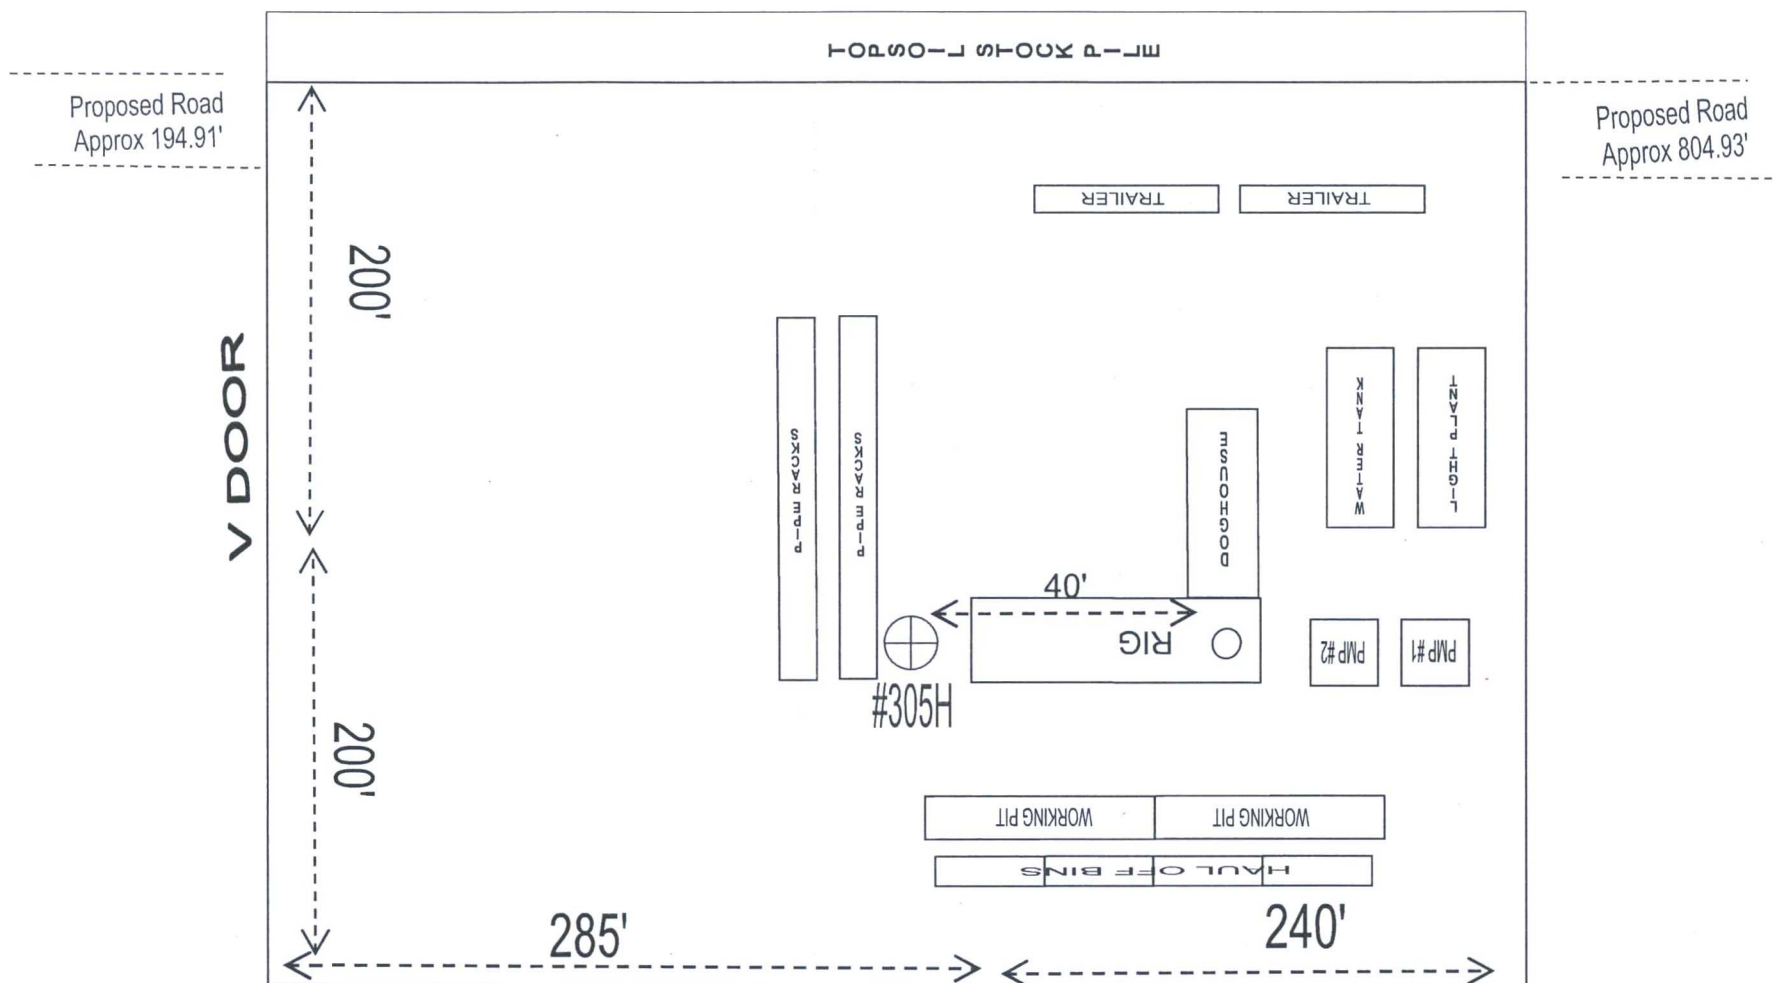 TOPSOIL STOCK PILE
Proposed Road
Approx 194.91'
Proposed Road
Approx 804.93'
TRAILER
TRAILER
200'
V DOOR
PIPE RACKS
PIPE RACKS
DOGHOUSE
WATER TANK
LIGHT PLANT
40'
RIG
PMP #2
PMP #1
#305H
200'
WORKING PIT
WORKING PIT
HAUL OFF BINS
285'
240'